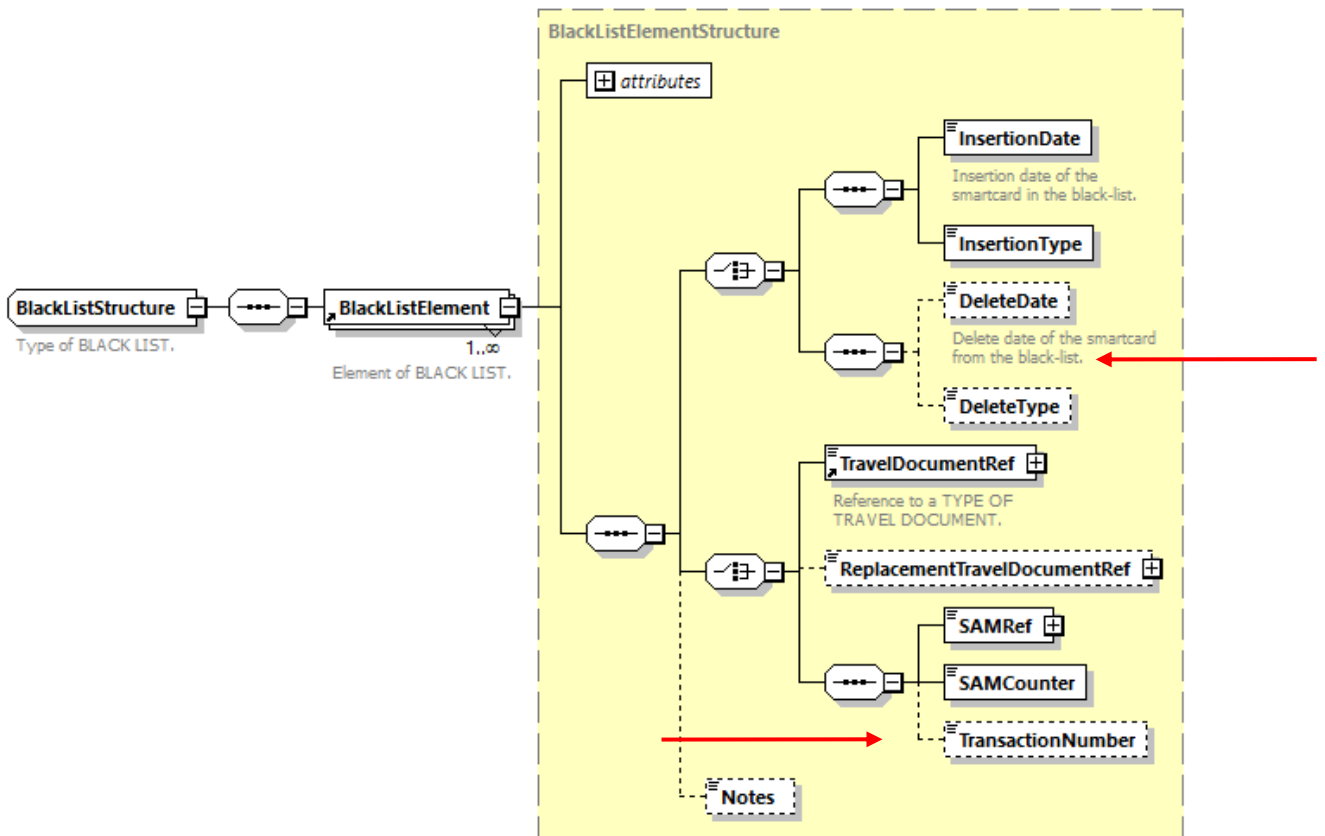 BlackListElementStructure
attributes
InsertionDate
Insertion date of the
smartcard in the black-list.
InsertionType
BlackListStructure
Type of BLACK LIST.
BlackListElement
1..∞
Element of BLACK LIST.
DeleteDate
Delete date of the smartcard
from the black-list.
DeleteType
TravelDocumentRef
Reference to a TYPE OF
TRAVEL DOCUMENT.
ReplacementTravelDocumentRef
SAMRef
SAMCounter
TransactionNumber
Notes